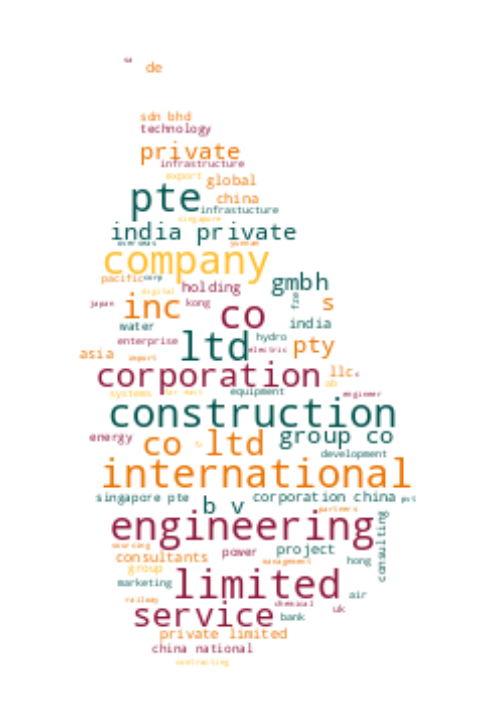 de
sdn bhd
technology
private
infrastructure
export global
china
pte
infrastucture
singapore
india private
overseas
company
pacific corp
holding gmbh
digital
japan inc kong co fze s
water india
enterprise ltd hydro pty
electric
asia import
corporation llc
systems equipment ab engineer
construction
energy co ltd group co
development
international
singapore pte b v corporation china pvt
partners
engineering
consulting
sourcing power project
consultants management hong
group
marketing limited air
railway chemical uk
service bank
private limited
china national
contracting